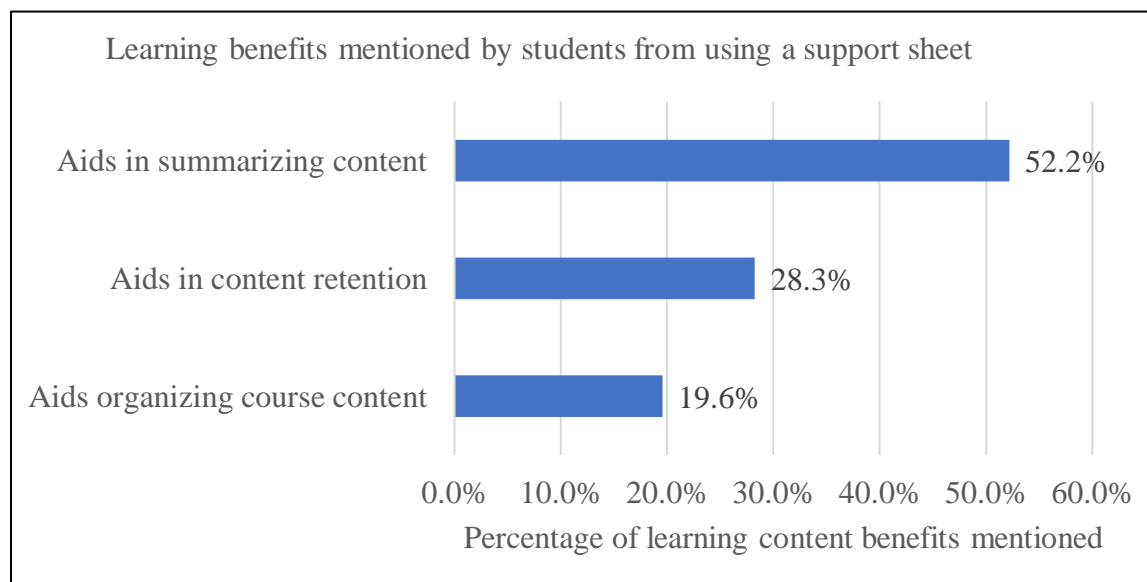 Learning benefits mentioned by students from using a support sheet
Aids in summarizing content
52.2%
Aids in content retention
28.3%
Aids organizing course content
19.6%
0.0% 10.0% 20.0% 30.0% 40.0% 50.0% 60.0%
Percentage of learning content benefits mentioned